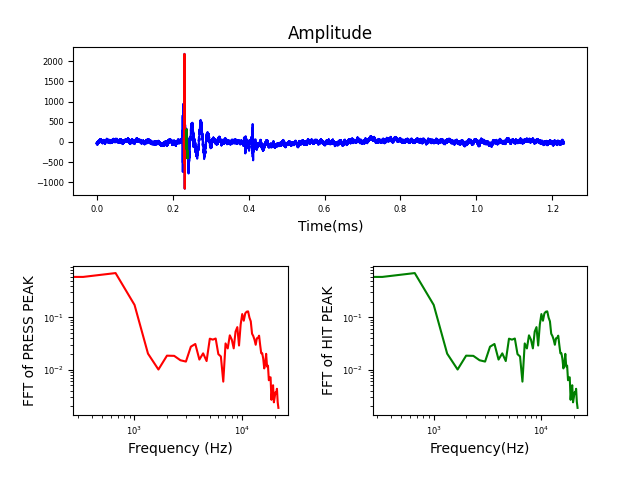 Amplitude
2000
1500
1000
500
0
−500
−1000
0.0 0.2 0.4 0.6 0.8 1.0 1.2
Time(ms)
FFT of PRESS PEAK
10⁻¹
10⁻²
10³ 10⁴
Frequency (Hz)
FFT of HIT PEAK
10⁻¹
10⁻²
10³ 10⁴
Frequency(Hz)